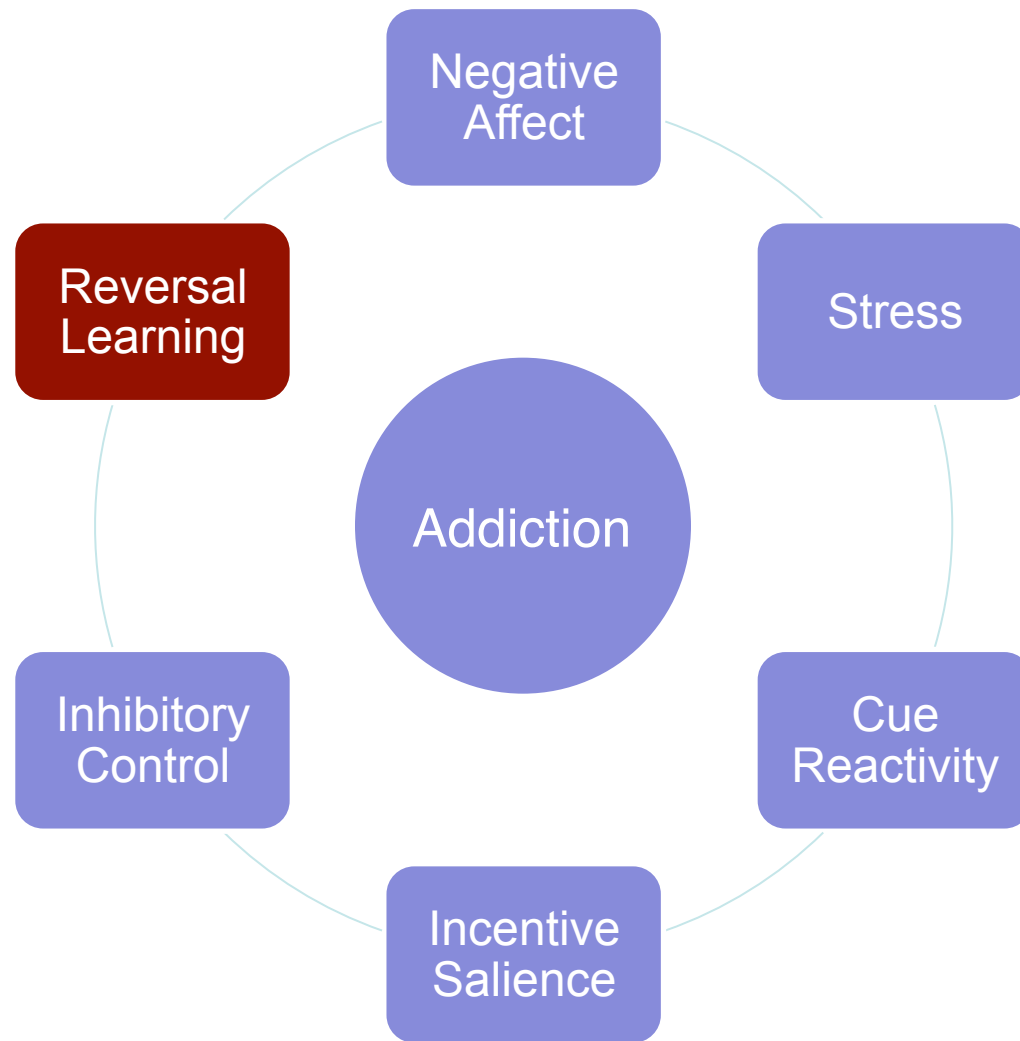 Negative
Affect
Reversal
Learning
Stress
Addiction
Inhibitory
Control
Cue
Reactivity
Incentive
Salience